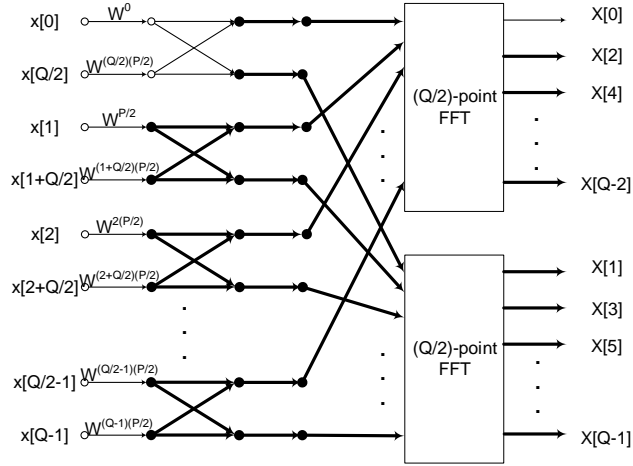 x[0] W^0
x[Q/2] W^(Q/2)(P/2)
x[1] W^P/2
x[1+Q/2] W^(1+Q/2)(P/2)
x[2] W^2(P/2)
x[2+Q/2] W^(2+Q/2)(P/2)
x[Q/2-1] W^(Q/2-1)(P/2)
x[Q-1] W^(Q-1)(P/2)
(Q/2)-point
FFT
(Q/2)-point
FFT
X[0]
X[2]
X[4]
X[Q-2]
X[1]
X[3]
X[5]
X[Q-1]